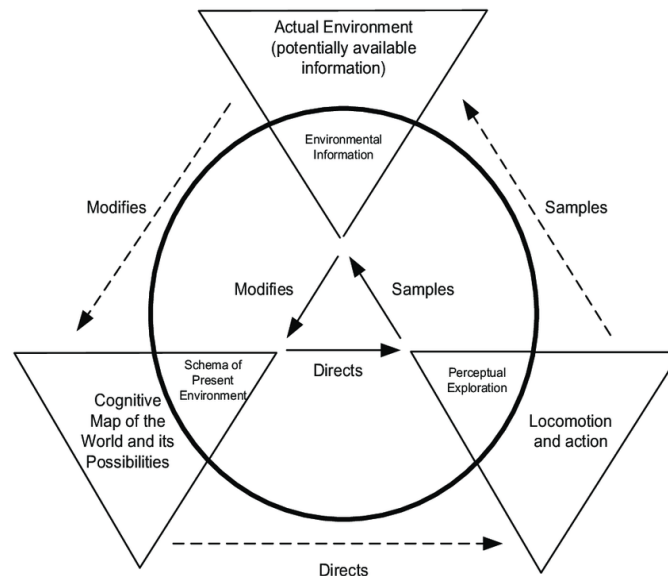 Actual Environment
(potentially available
information)
Environmental
Information
Modifies
Samples
Modifies
Samples
Directs
Schema of
Present
Environment
Perceptual
Exploration
Cognitive
Map of the
World and its
Possibilities
Locomotion
and action
Directs